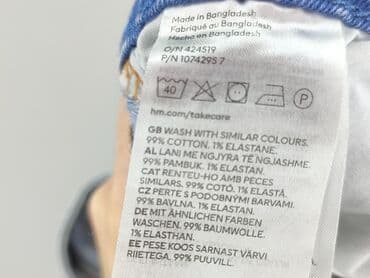 Made in Bangladesh
Fabriqué au Bangladesh
Hecho en Bangladesh
O/N 424519
P/N 1074295 7
40 P
hm.com/takecare
GB WASH WITH SIMILAR COLOURS.
99% COTTON, 1% ELASTANE.
AL LANI ME NGJYRA TË NGJASHME.
99% PAMBUK. 1% ELASTAN.
CAT RENTEU-HO AMB PECES
SIMILARS. 99% COTÓ. 1% ELASTÀ.
CZ PERTE S PODOBNÝMI BARVAMI.
99% BAVLNA. 1% ELASTAN.
DE MIT ÄHNLICHEN FARBEN
WASCHEN. 99% BAUMWOLLE.
1% ELASTHAN.
EE PESE KOOS SARNAST VÄRVI
RIIETEGA. 99% PUUVILL.